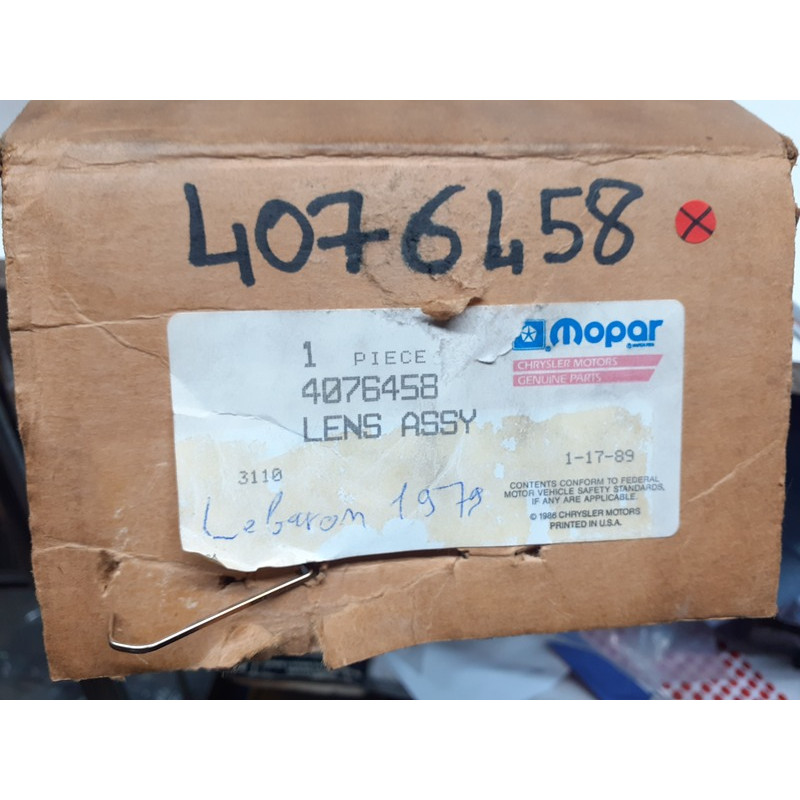 4076458
1 PIECE
4076458
LENS ASSY
Mopar
CHRYSLER MOTORS
GENUINE PARTS
3110
1-17-89
CONTENTS CONFORM TO FEDERAL
MOTOR VEHICLE SAFETY STANDARDS,
IF ANY ARE APPLICABLE.
© 1986 CHRYSLER MOTORS
PRINTED IN U.S.A.
Lebaron 1979